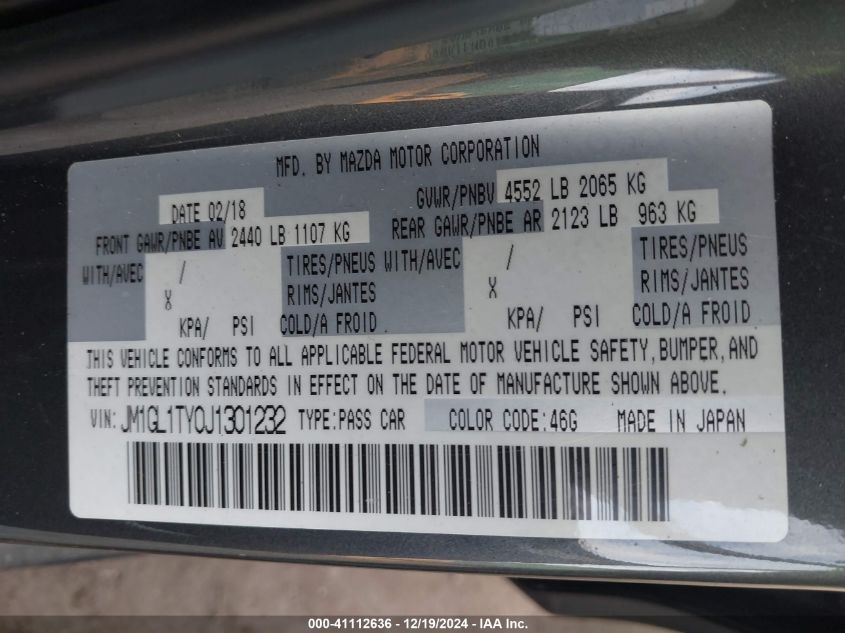 MFD. BY MAZDA MOTOR CORPORATION
DATE 02/18 GVWR/PNBV 4552 LB 2065 KG
FRONT GAWR/PNBE AV 2440 LB 1107 KG REAR GAWR/PNBE AR 2123 LB 963 KG
WITH/AVEC / TIRES/PNEUS WITH/AVEC / TIRES/PNEUS
X RIMS/JANTES X RIMS/JANTES
KPA/ PSI COLD/A FROID KPA/ PSI COLD/A FROID
THIS VEHICLE CONFORMS TO ALL APPLICABLE FEDERAL MOTOR VEHICLE SAFETY, BUMPER, AND
THEFT PREVENTION STANDARDS IN EFFECT ON THE DATE OF MANUFACTURE SHOWN ABOVE.
VIN: JM1GL1TY0J1301232 TYPE:PASS CAR COLOR CODE:46G MADE IN JAPAN
000-41112636 - 12/19/2024 - IAA Inc.